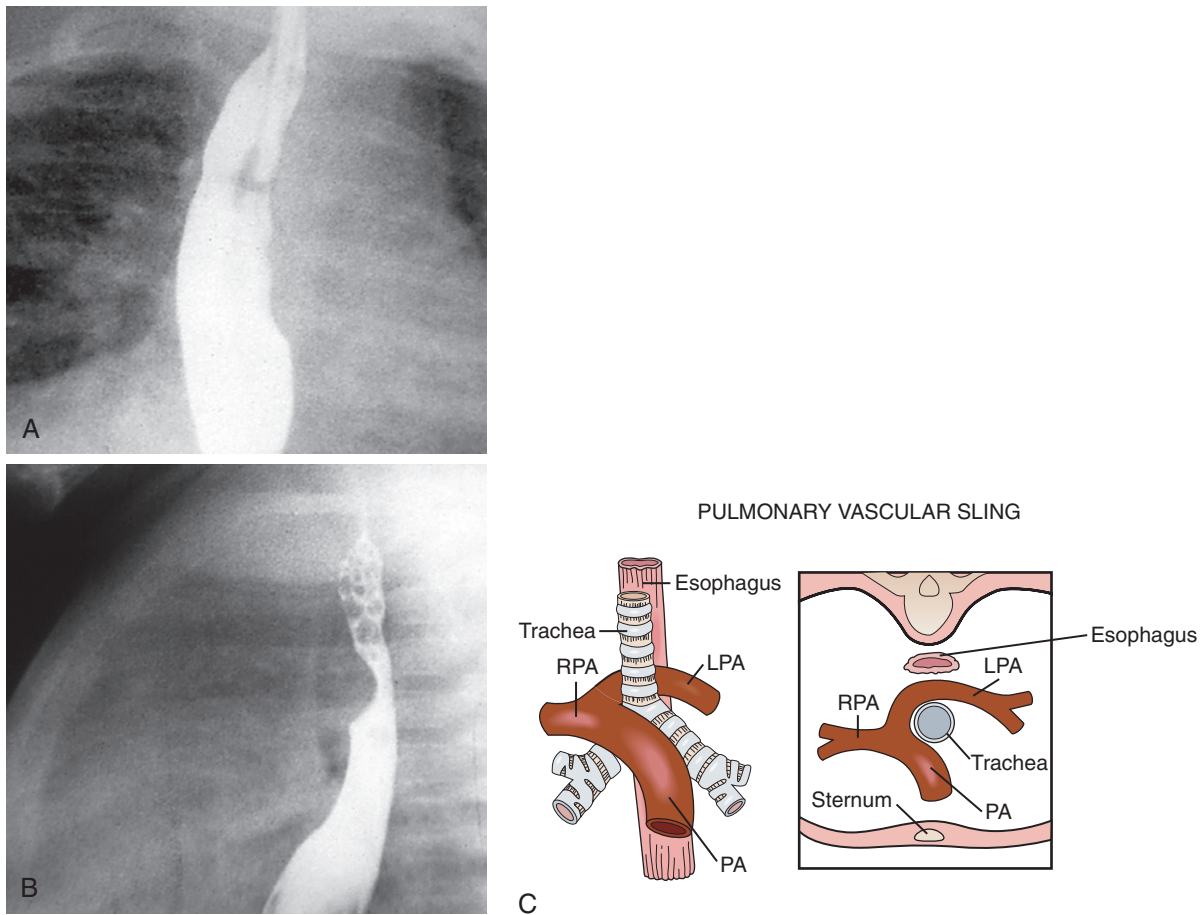 A
B
PULMONARY VASCULAR SLING
Esophagus
Trachea
RPA
LPA
PA
Esophagus
LPA
RPA
Trachea
Sternum
PA
C